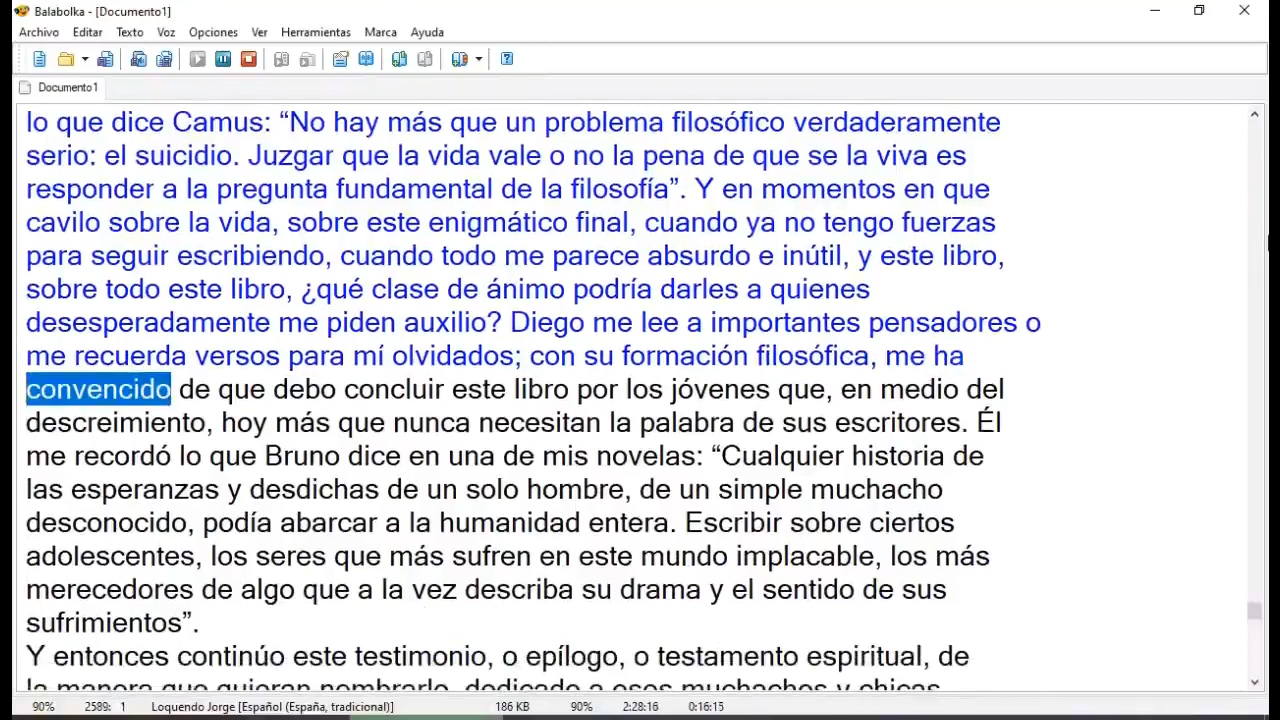 Balabolka - [Documento1]
Archivo Editar Texto Voz Opciones Ver Herramientas Marca Ayuda
Documento1
lo que dice Camus: “No hay más que un problema filosófico verdaderamente
serio: el suicidio. Juzgar que la vida vale o no la pena de que se la viva es
responder a la pregunta fundamental de la filosofía”. Y en momentos en que
cavilo sobre la vida, sobre este enigmático final, cuando ya no tengo fuerzas
para seguir escribiendo, cuando todo me parece absurdo e inútil, y este libro,
sobre todo este libro, ¿qué clase de ánimo podría darles a quienes
desesperadamente me piden auxilio? Diego me lee a importantes pensadores o
me recuerda versos para mí olvidados; con su formación filosófica, me ha
convencido de que debo concluir este libro por los jóvenes que, en medio del
descreimiento, hoy más que nunca necesitan la palabra de sus escritores. Él
me recordó lo que Bruno dice en una de mis novelas: “Cualquier historia de
las esperanzas y desdichas de un solo hombre, de un simple muchacho
desconocido, podía abarcar a la humanidad entera. Escribir sobre ciertos
adolescentes, los seres que más sufren en este mundo implacable, los más
merecedores de algo que a la vez describa su drama y el sentido de sus
sufrimientos”.
Y entonces continúo este testimonio, o epílogo, o testamento espiritual, de
la manera que quieran nombrarlo, dedicado a esos muchachos y chicas
90% 2589: 1 Loquendo Jorge [Español (España, tradicional)] 186 KB 90% 2:28:16 0:16:15